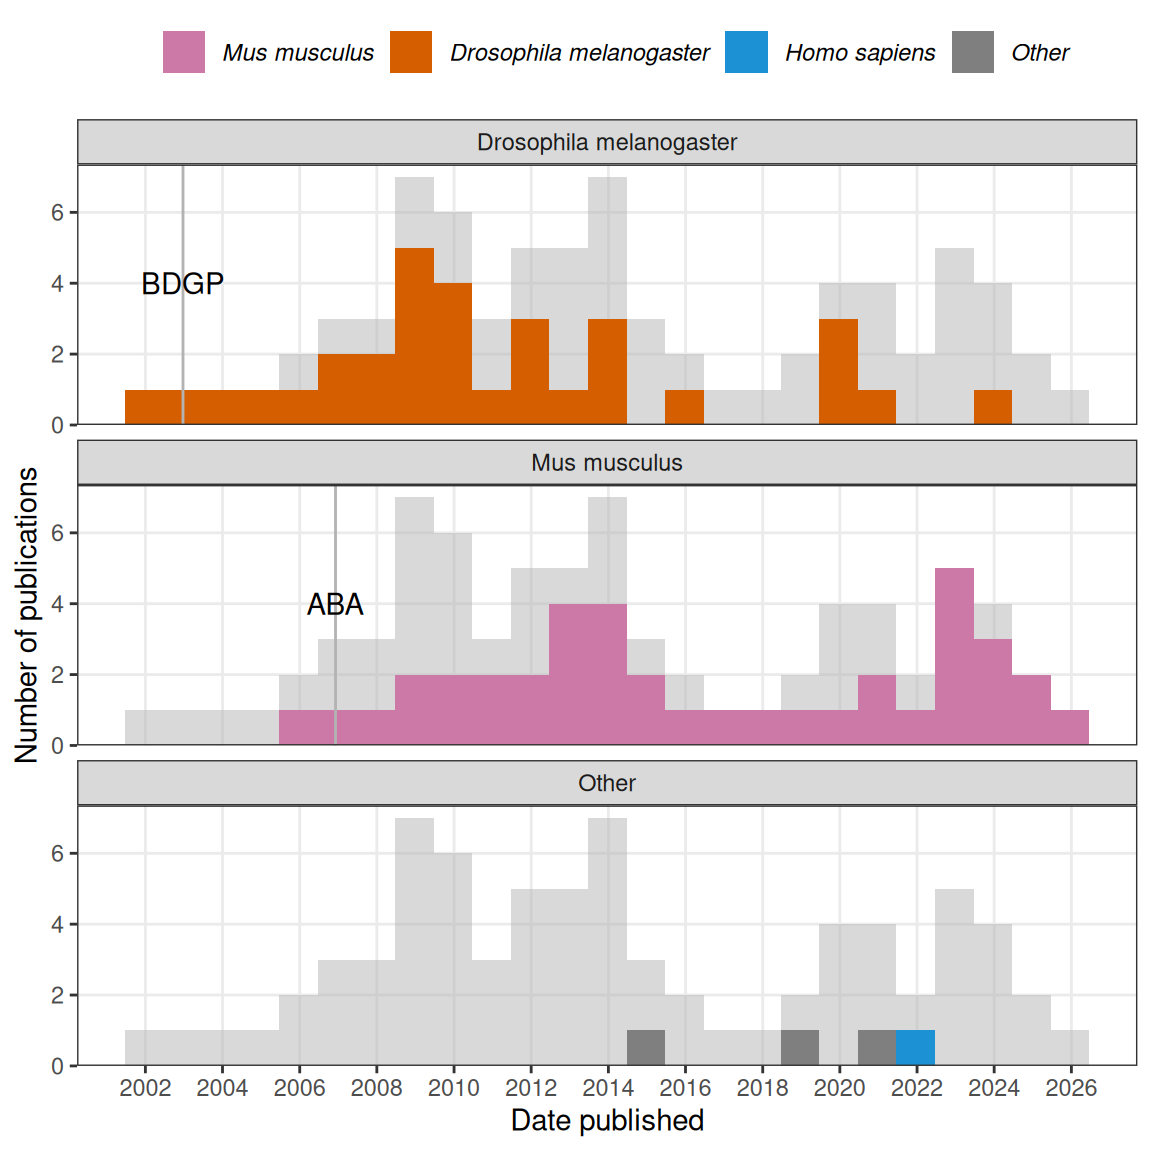 Mus musculus Drosophila melanogaster Homo sapiens Other
Drosophila melanogaster
6
4
2
0
BDGP
Mus musculus
6
4
2
0
ABA
Other
6
4
2
0
Number of publications
2002 2004 2006 2008 2010 2012 2014 2016 2018 2020 2022 2024 2026
Date published